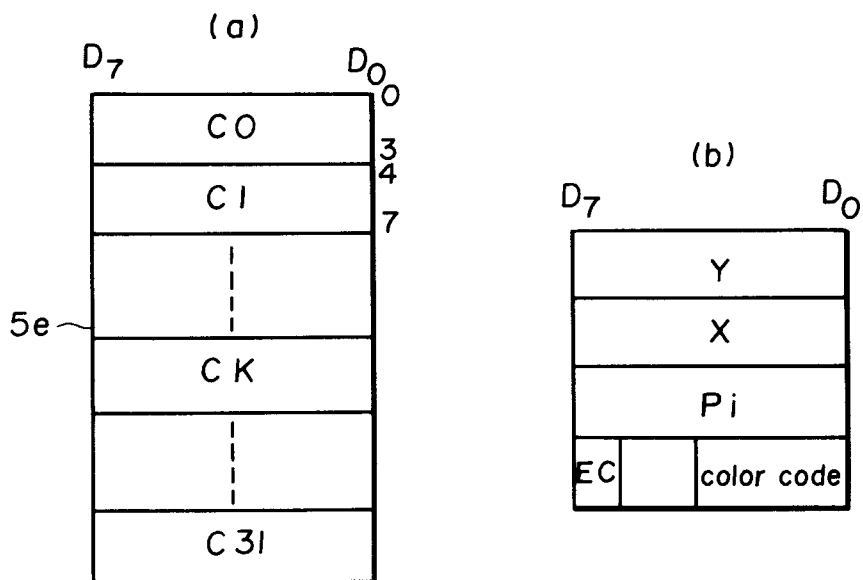 (a)
D7 D0
0
C0
3
4
C1
7
5e
CK
C31
(b)
D7 D0
Y
X
Pi
EC color code